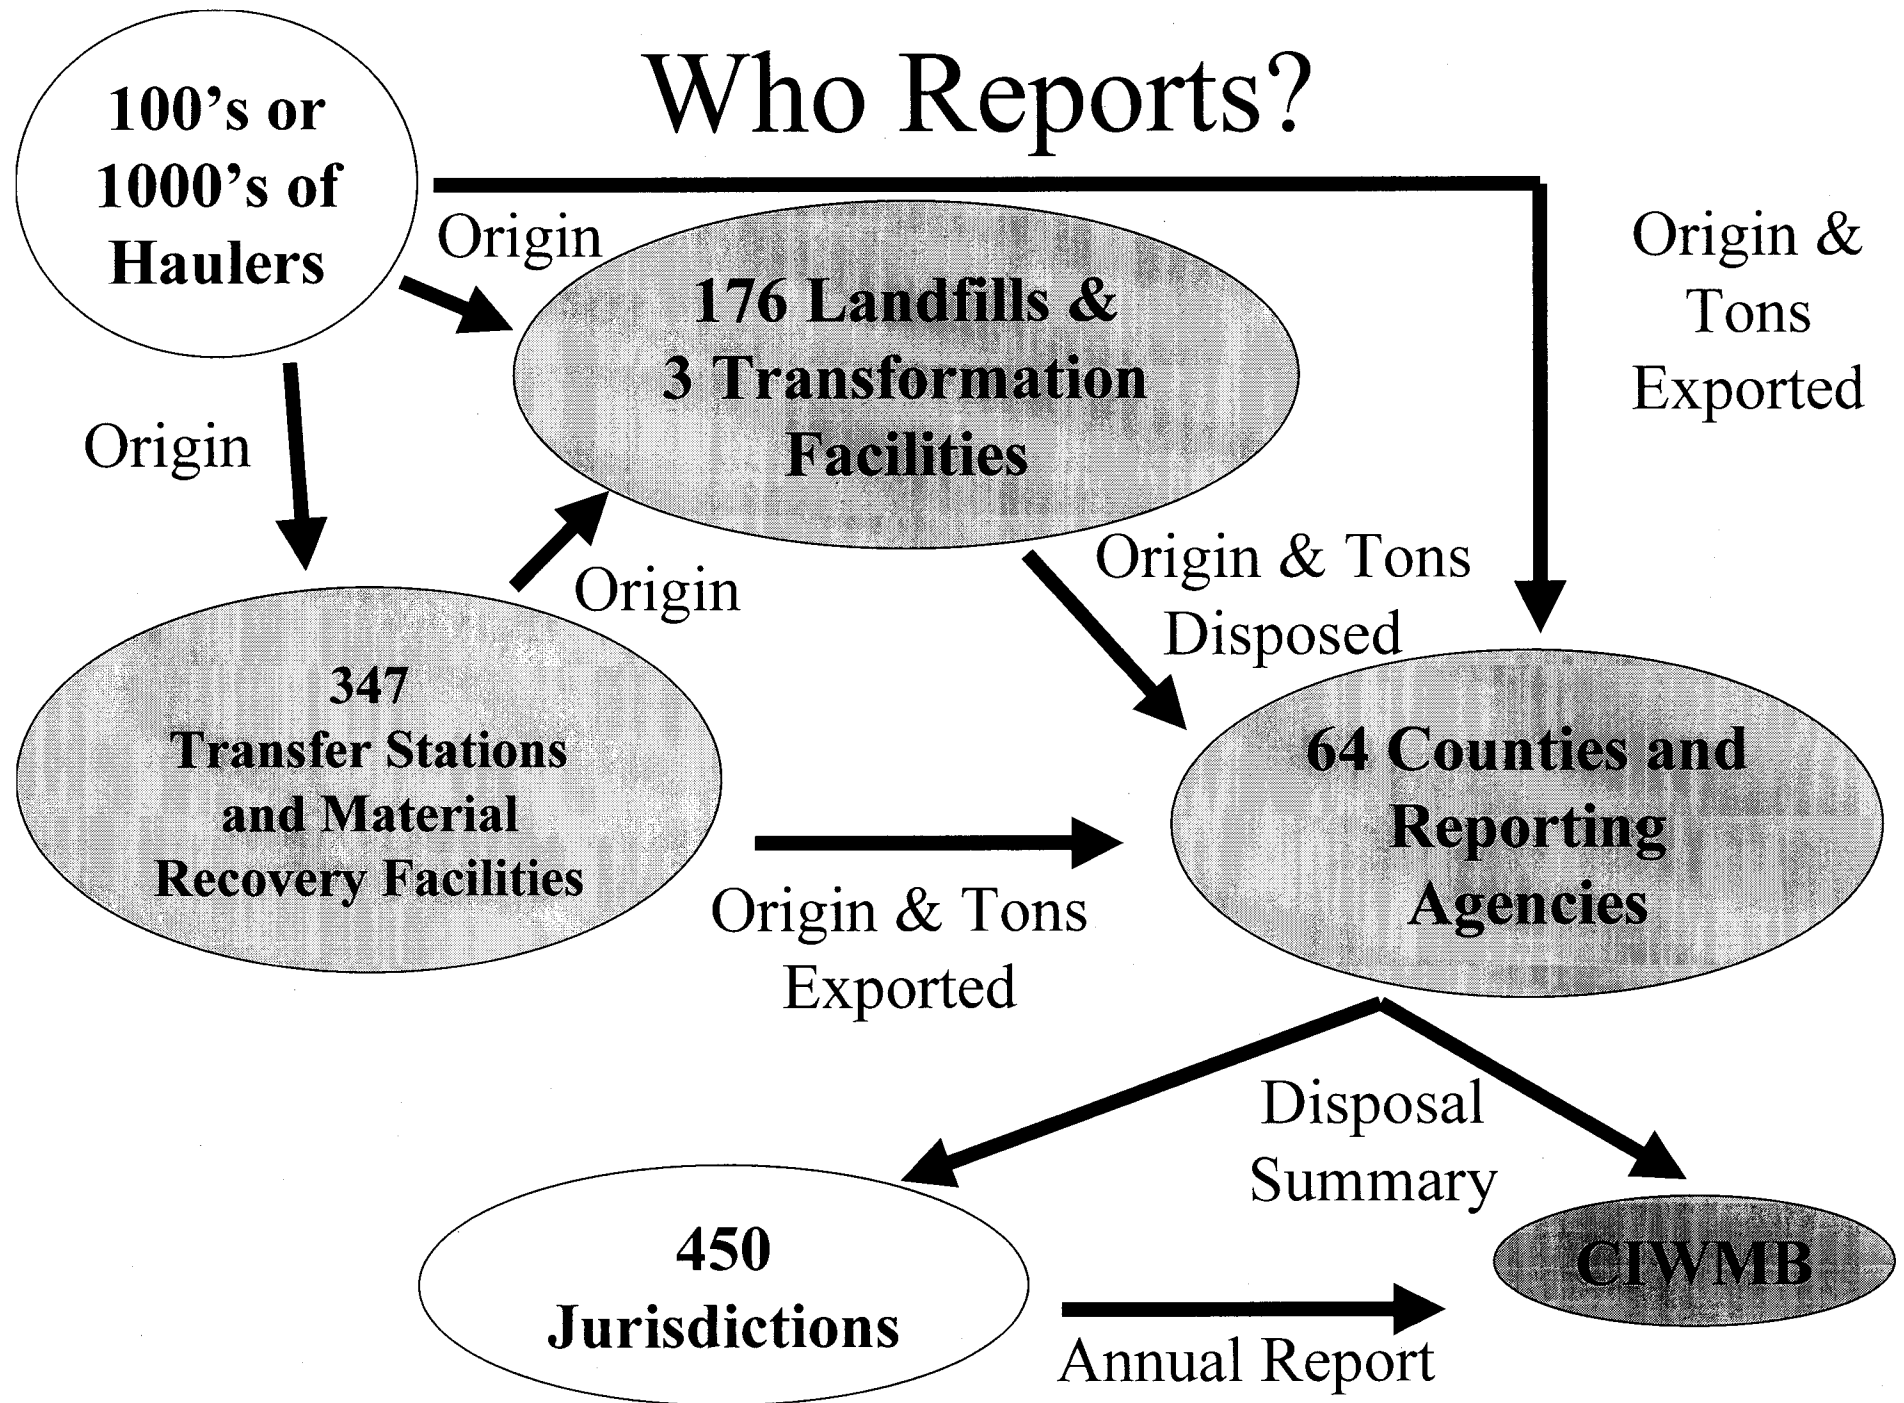 Who Reports?
100's or
1000's of
Haulers
Origin
176 Landfills &
3 Transformation
Facilities
Origin &
Tons
Exported
Origin
Origin
Origin & Tons
Disposed
347
Transfer Stations
and Material
Recovery Facilities
64 Counties and
Reporting
Agencies
Origin & Tons
Exported
Disposal
Summary
450
Jurisdictions
CIWMB
Annual Report